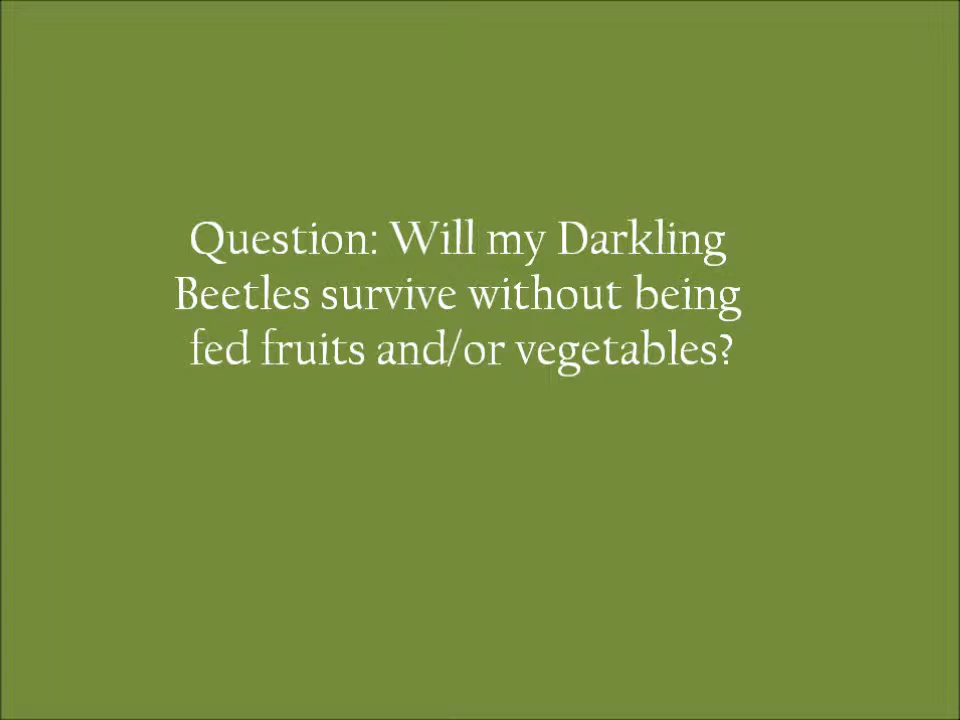 Question: Will my Darkling
Beetles survive without being
fed fruits and/or vegetables?